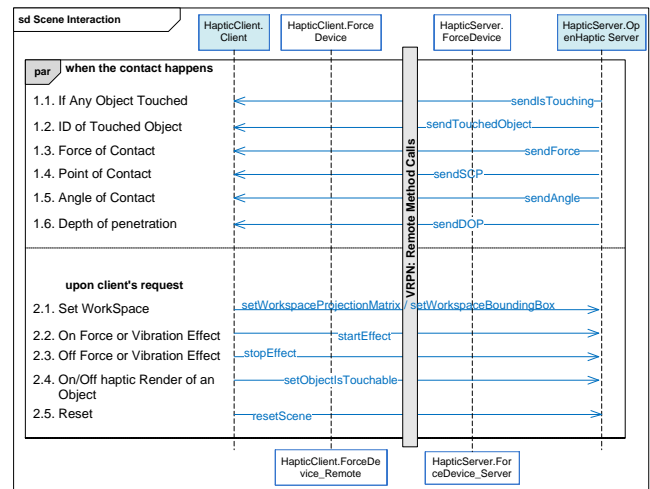 sd Scene Interaction
HapticClient.
Client
HapticClient.Force
Device
HapticServer.
ForceDevice
HapticServer.Op
enHaptic Server
par
when the contact happens
1.1. If Any Object Touched
sendIsTouching
1.2. ID of Touched Object
sendTouchedObject
1.3. Force of Contact
sendForce
1.4. Point of Contact
sendSCP
1.5. Angle of Contact
sendAngle
1.6. Depth of penetration
sendDOP
VRPN: Remote Method Calls
upon client's request
2.1. Set WorkSpace
setWorkspaceProjectionMatrix / setWorkspaceBoundingBox
2.2. On Force or Vibration Effect
startEffect
2.3. Off Force or Vibration Effect
stopEffect
2.4. On/Off haptic Render of an
Object
setObjectIsTouchable
2.5. Reset
resetScene
HapticClient.ForceDe
vice_Remote
HapticServer.For
ceDevice_Server